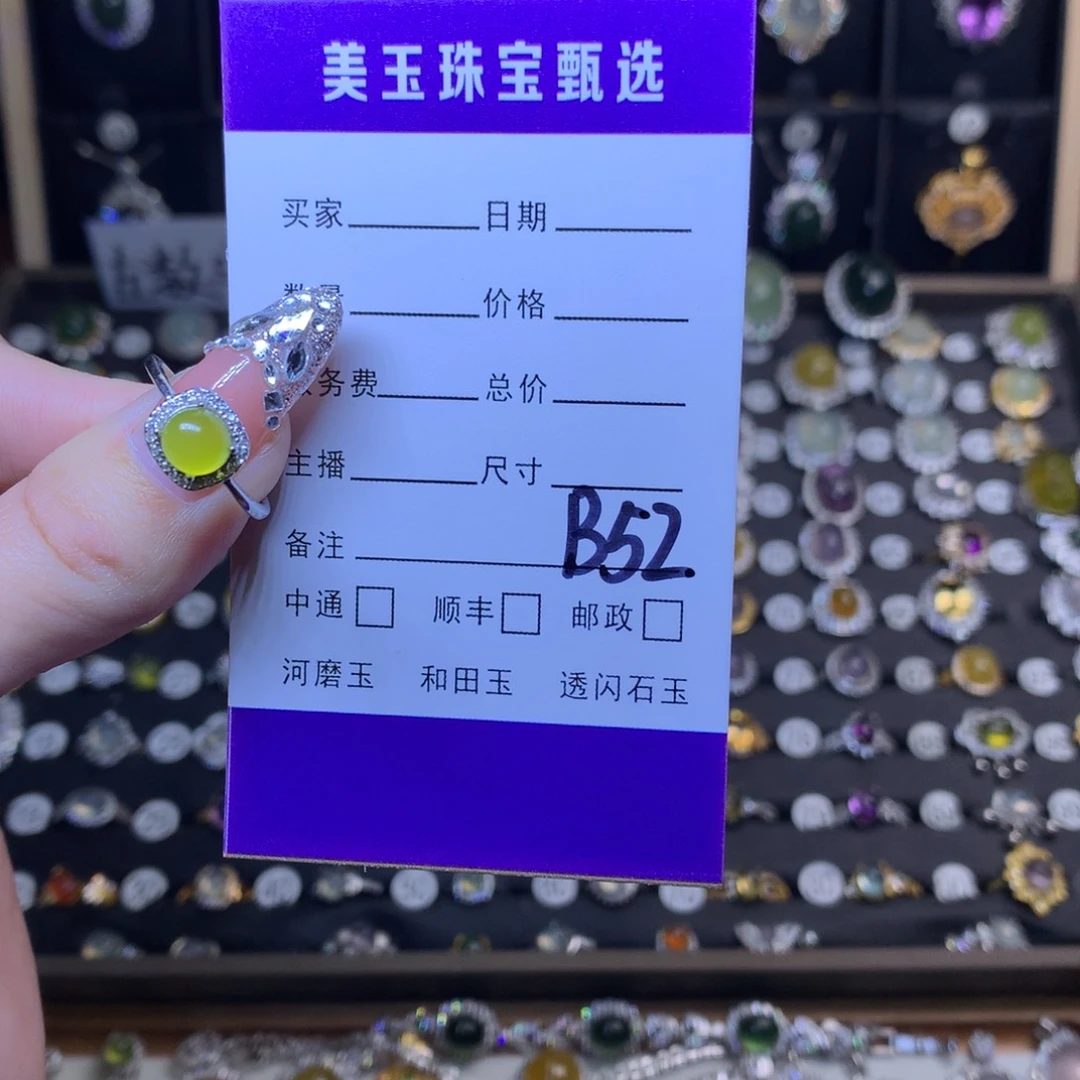 美玉珠宝甄选
买家 日期
价格
务费 总价
主播 尺寸
B52
备注
中通 顺丰 邮政
河磨玉 和田玉 透闪石玉